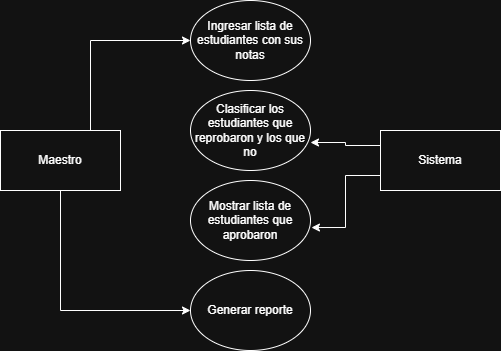 Ingresar lista de
estudiantes con sus
notas
Clasificar los
estudiantes que
reprobaron y los que
no
Maestro
Sistema
Mostrar lista de
estudiantes que
aprobaron
Generar reporte